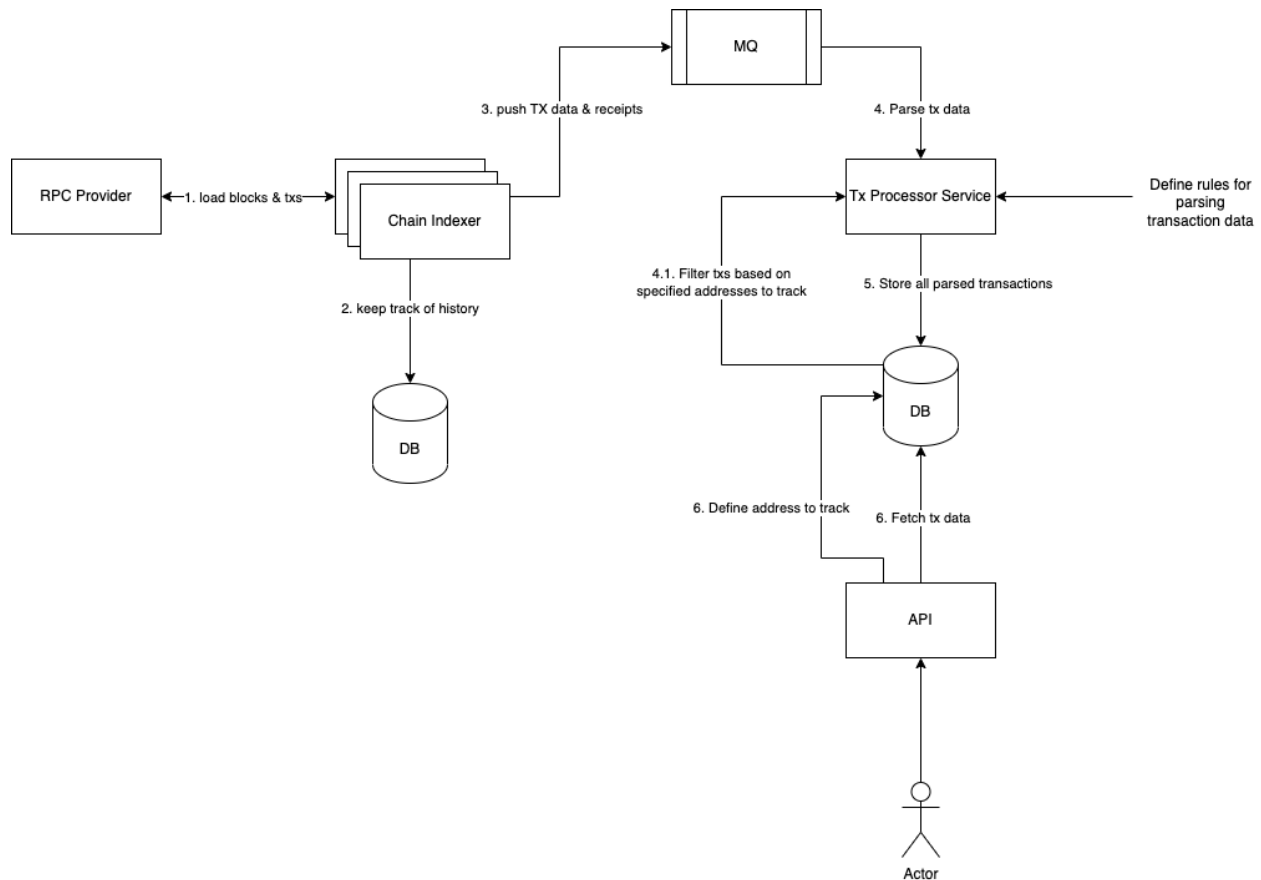 MQ
3. push TX data & receipts
4. Parse tx data
RPC Provider
1. load blocks & txs
Chain Indexer
Tx Processor Service
Define rules for
parsing
transaction data
4.1. Filter txs based on
specified addresses to track
5. Store all parsed transactions
2. keep track of history
DB
DB
6. Define address to track
6. Fetch tx data
API
Actor